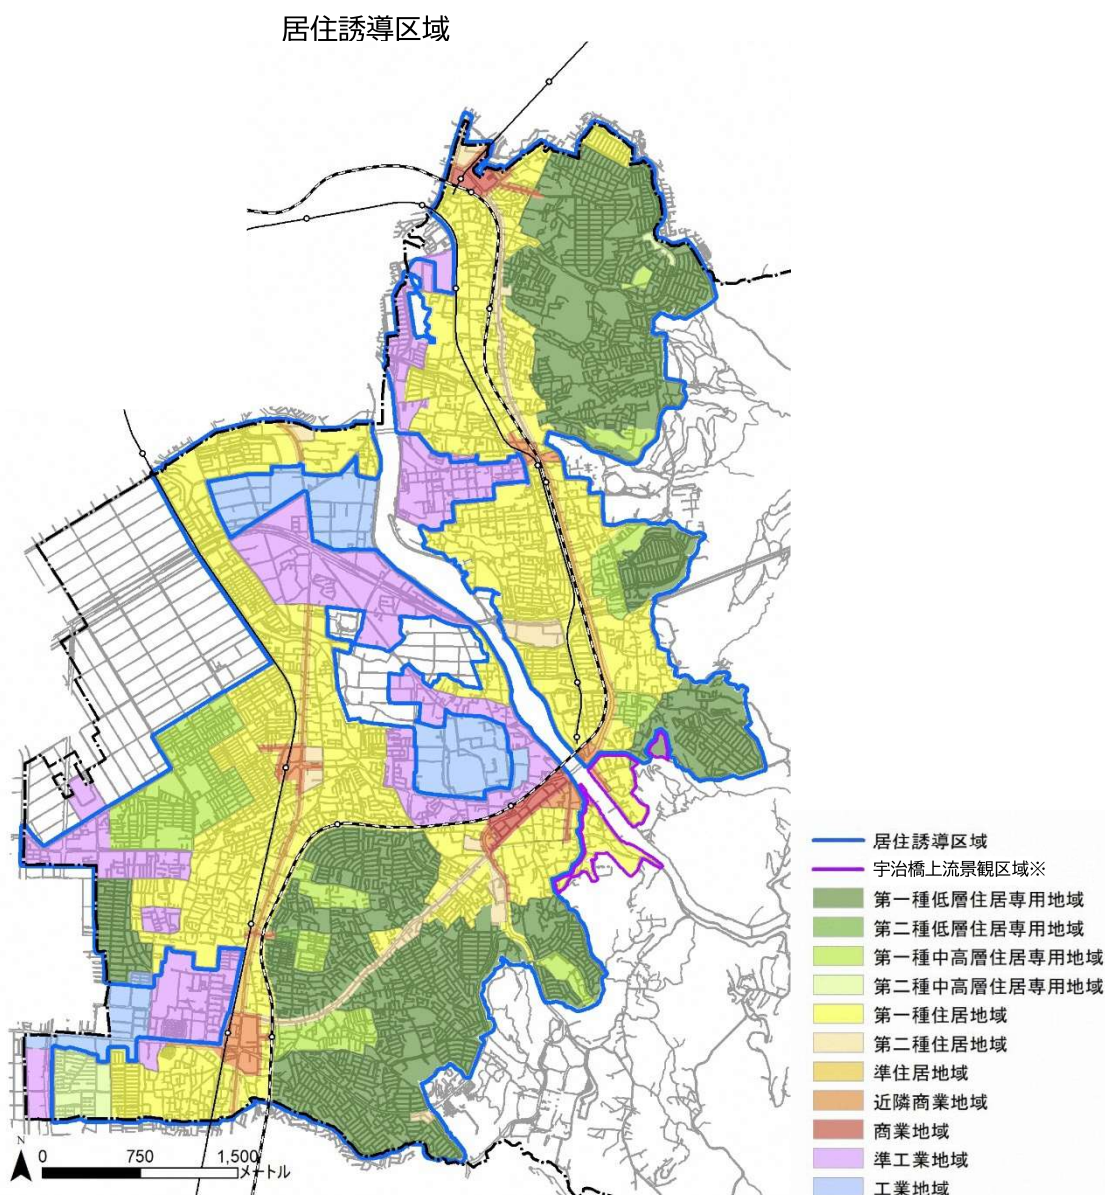 居住誘導区域
居住誘導区域
宇治橋上流景観区域※
第一種低層住居専用地域
第二種低層住居専用地域
第一種中高層住居専用地域
第二種中高層住居専用地域
第一種住居地域
第二種住居地域
準住居地域
近隣商業地域
商業地域
準工業地域
工業地域
N
0 750 1,500
メートル